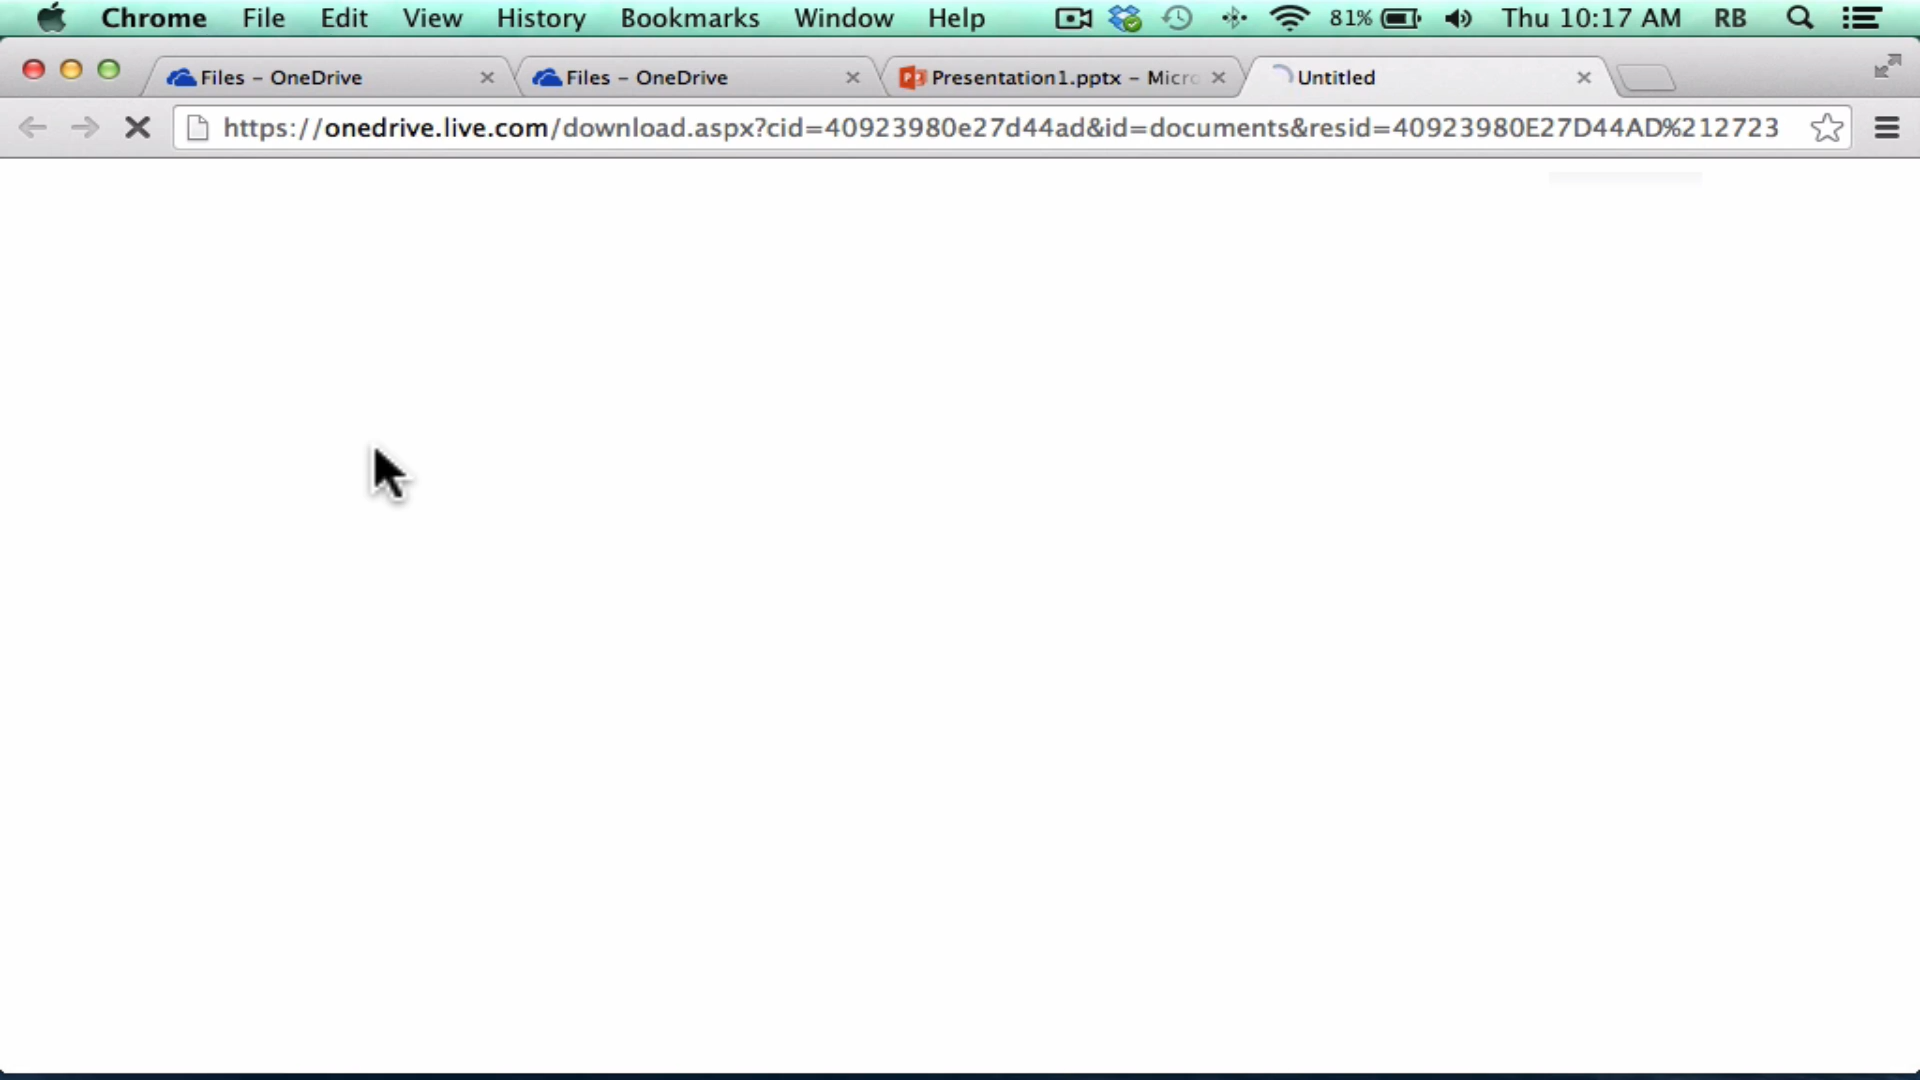 Chrome File Edit View History Bookmarks Window Help 81% Thu 10:17 AM RB
Files - OneDrive Files - OneDrive Presentation1.pptx - Micro Untitled
https://onedrive.live.com/download.aspx?cid=40923980e27d44ad&id=documents&resid=40923980E27D44AD%212723